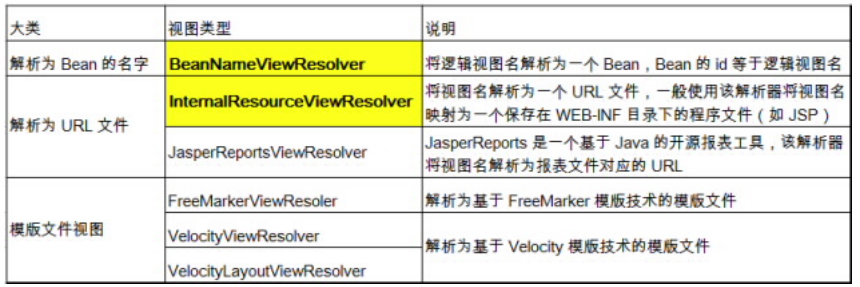 大类 视图类型 说明
解析为 Bean 的名字 BeanNameViewResolver 将逻辑视图名解析为一个 Bean，Bean 的 id 等于逻辑视图名
解析为 URL 文件
InternalResourceViewResolver
将视图名解析为一个 URL 文件，一般使用该解析器将视图名
映射为一个保存在 WEB-INF 目录下的程序文件（如 JSP）
JasperReportsViewResolver
JasperReports 是一个基于 Java 的开源报表工具，该解析器
将视图名解析为报表文件对应的 URL
模版文件视图
FreeMarkerViewResoler 解析为基于 FreeMarker 模版技术的模版文件
VelocityViewResolver
VelocityLayoutViewResolver
解析为基于 Velocity 模版技术的模版文件